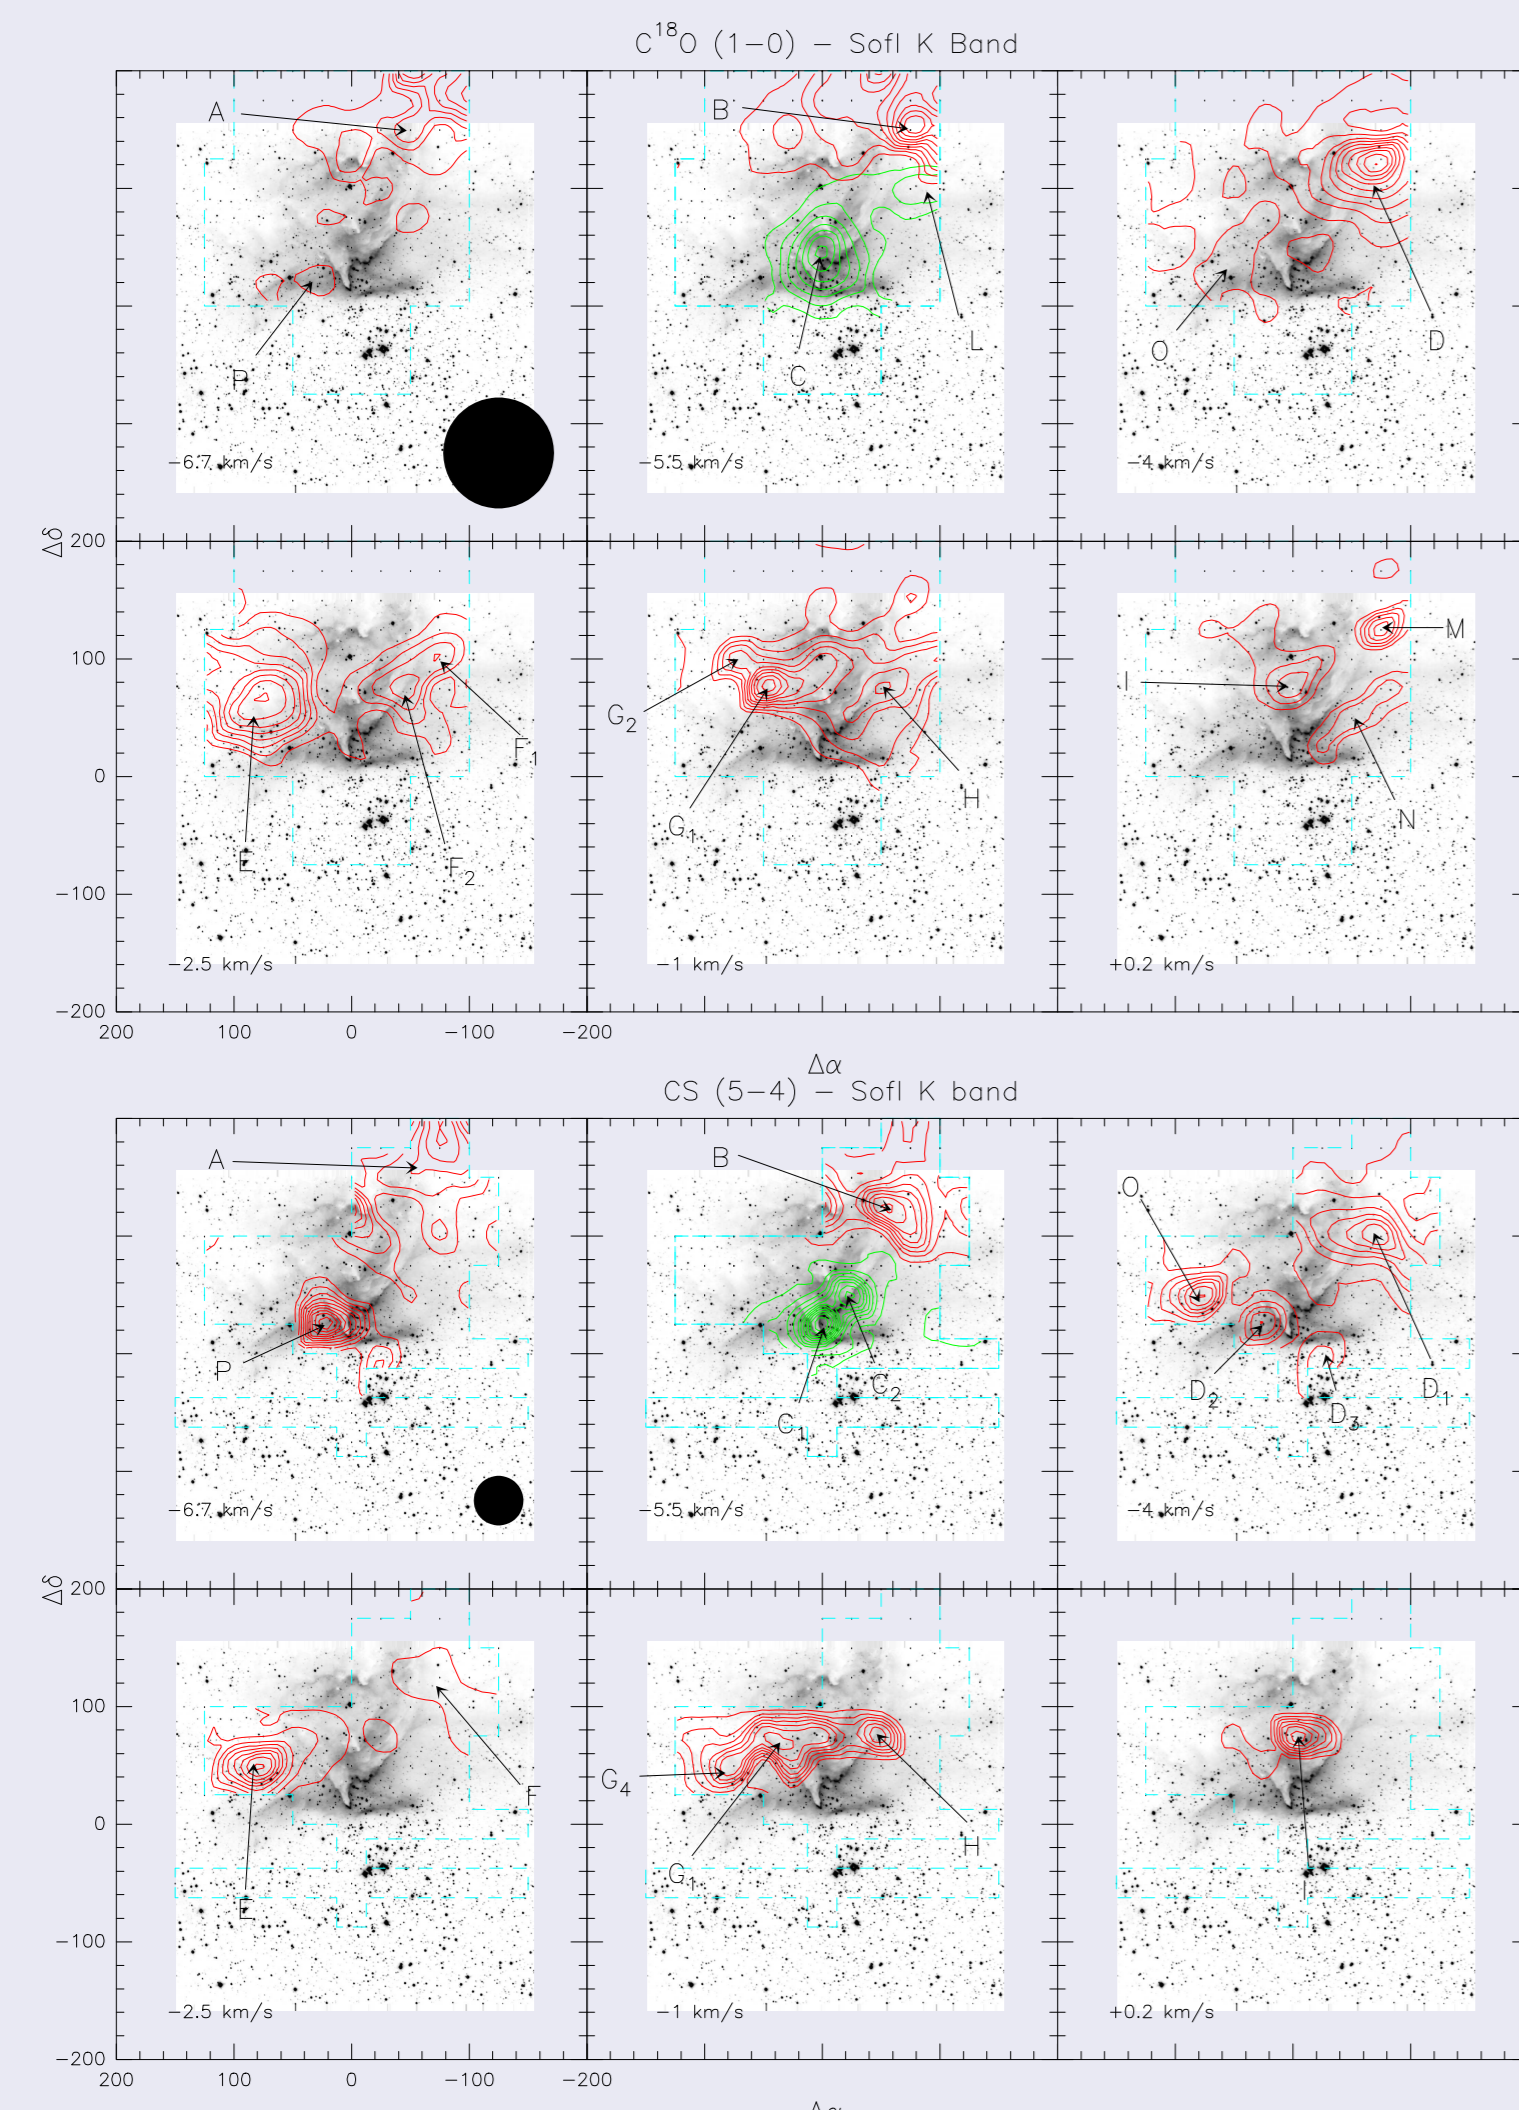 C¹⁸O (1−0) − SofI K Band
A
B
L
P
C
O
D
−6.7 km/s
−5.5 km/s
−4 km/s
Δδ
200
100
0
−100
−200
E
F₁
F₂
G₂
G₁
H
I
M
N
−2.5 km/s
−1 km/s
+0.2 km/s
200 100 0 −100 −200
Δα
CS (5−4) − SofI K band
A
B
O
P
C₂
C₁
D₂
D₃
D₁
−6.7 km/s
−5.5 km/s
−4 km/s
Δδ
200
100
0
−100
−200
F
E
G₄
G₁
H
I
−2.5 km/s
−1 km/s
+0.2 km/s
200 100 0 −100 −200
Δα